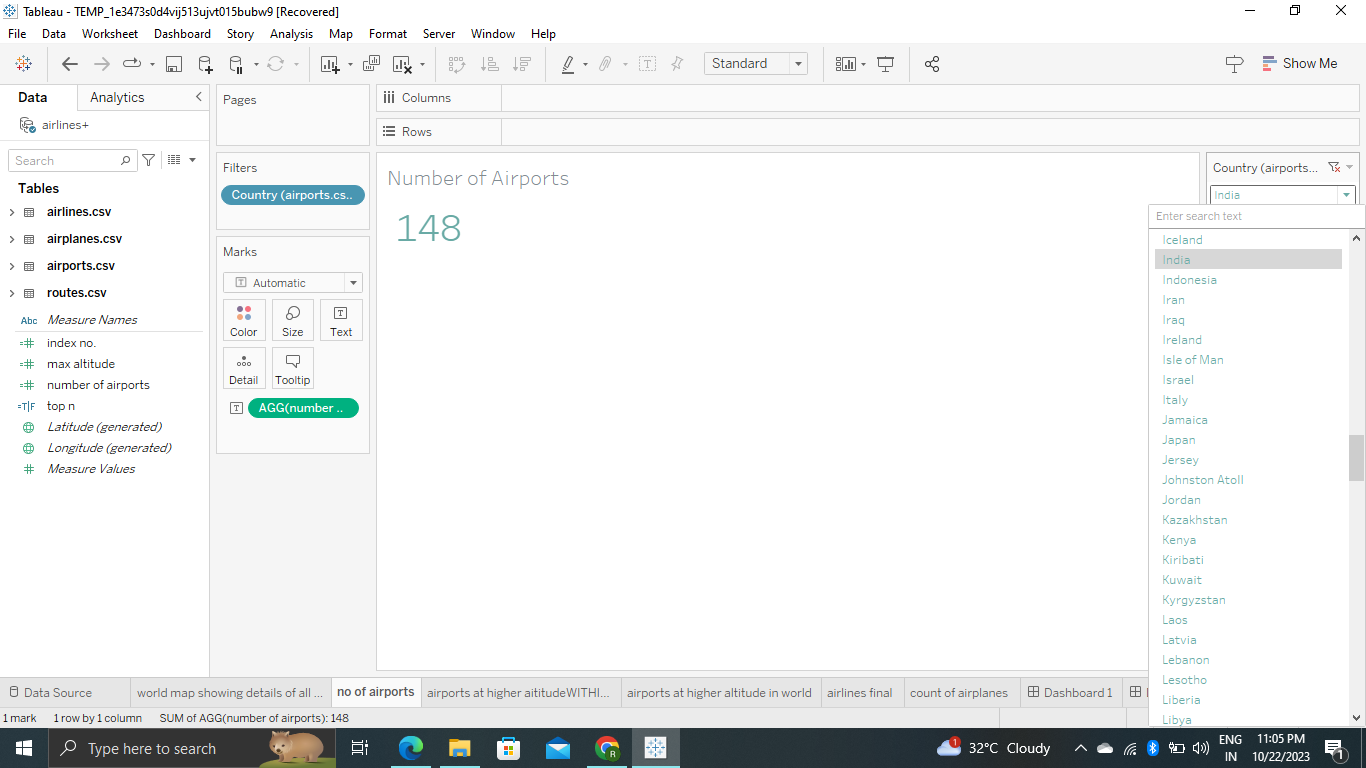 Tableau - TEMP_1e3473s0d4vij513ujvt015bubw9 [Recovered]
File Data Worksheet Dashboard Story Analysis Map Format Server Window Help
Standard
Show Me
Data Analytics
airlines+
Search
Tables
airlines.csv
airplanes.csv
airports.csv
routes.csv
Abc Measure Names
index no.
max altitude
number of airports
T|F top n
Latitude (generated)
Longitude (generated)
Measure Values
Pages
Filters
Country (airports.cs..
Marks
Automatic
Color Size Text
Detail Tooltip
AGG(number ..
Columns
Rows
Number of Airports
148
Country (airports...
India
Enter search text
Iceland
India
Indonesia
Iran
Iraq
Ireland
Isle of Man
Israel
Italy
Jamaica
Japan
Jersey
Johnston Atoll
Jordan
Kazakhstan
Kenya
Kiribati
Kuwait
Kyrgyzstan
Laos
Latvia
Lebanon
Lesotho
Liberia
Libya
Data Source world map showing details of all ... no of airports airports at higher aititudeWITHI... airports at higher altitude in world airlines final count of airplanes Dashboard 1
1 mark 1 row by 1 column SUM of AGG(number of airports): 148
Type here to search
32°C Cloudy
ENG
IN
11:05 PM
10/22/2023